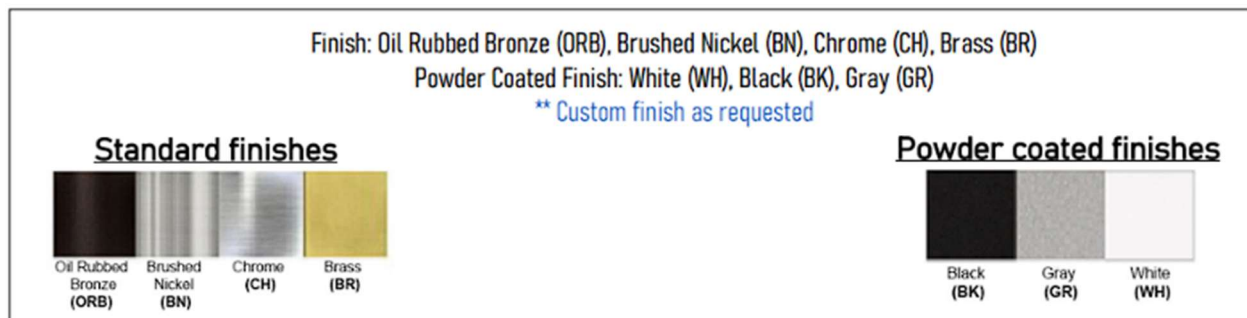 Finish: Oil Rubbed Bronze (ORB), Brushed Nickel (BN), Chrome (CH), Brass (BR)
Powder Coated Finish: White (WH), Black (BK), Gray (GR)
** Custom finish as requested
Standard finishes
Oil Rubbed
Bronze
(ORB)
Brushed
Nickel
(BN)
Chrome
(CH)
Brass
(BR)
Powder coated finishes
Black
(BK)
Gray
(GR)
White
(WH)